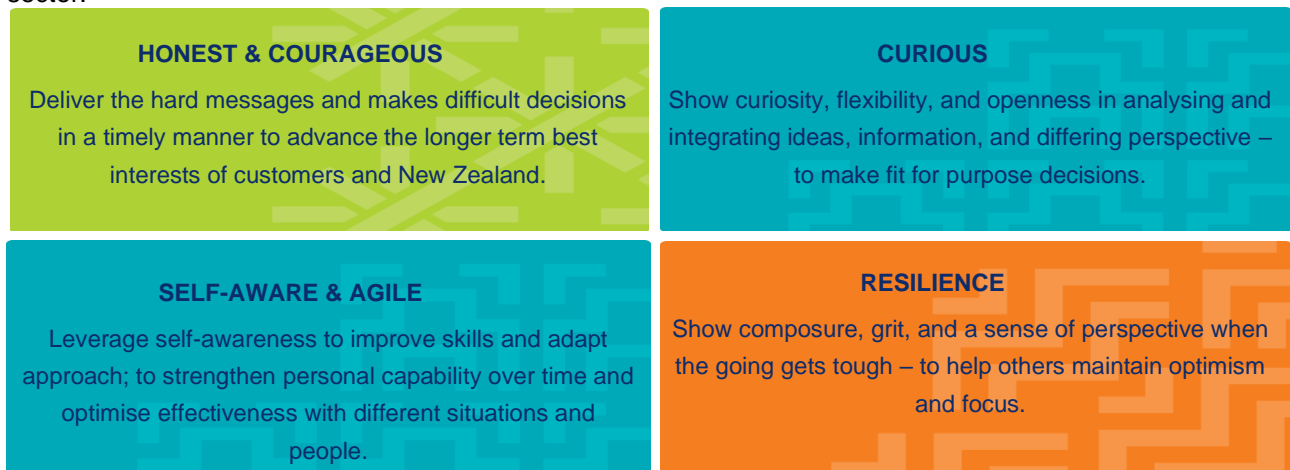 HONEST & COURAGEOUS
Deliver the hard messages and makes difficult decisions
in a timely manner to advance the longer term best
interests of customers and New Zealand.
CURIOUS
Show curiosity, flexibility, and openness in analysing and
integrating ideas, information, and differing perspective –
to make fit for purpose decisions.
SELF-AWARE & AGILE
Leverage self-awareness to improve skills and adapt
approach; to strengthen personal capability over time and
optimise effectiveness with different situations and
people.
RESILIENCE
Show composure, grit, and a sense of perspective when
the going gets tough – to help others maintain optimism
and focus.